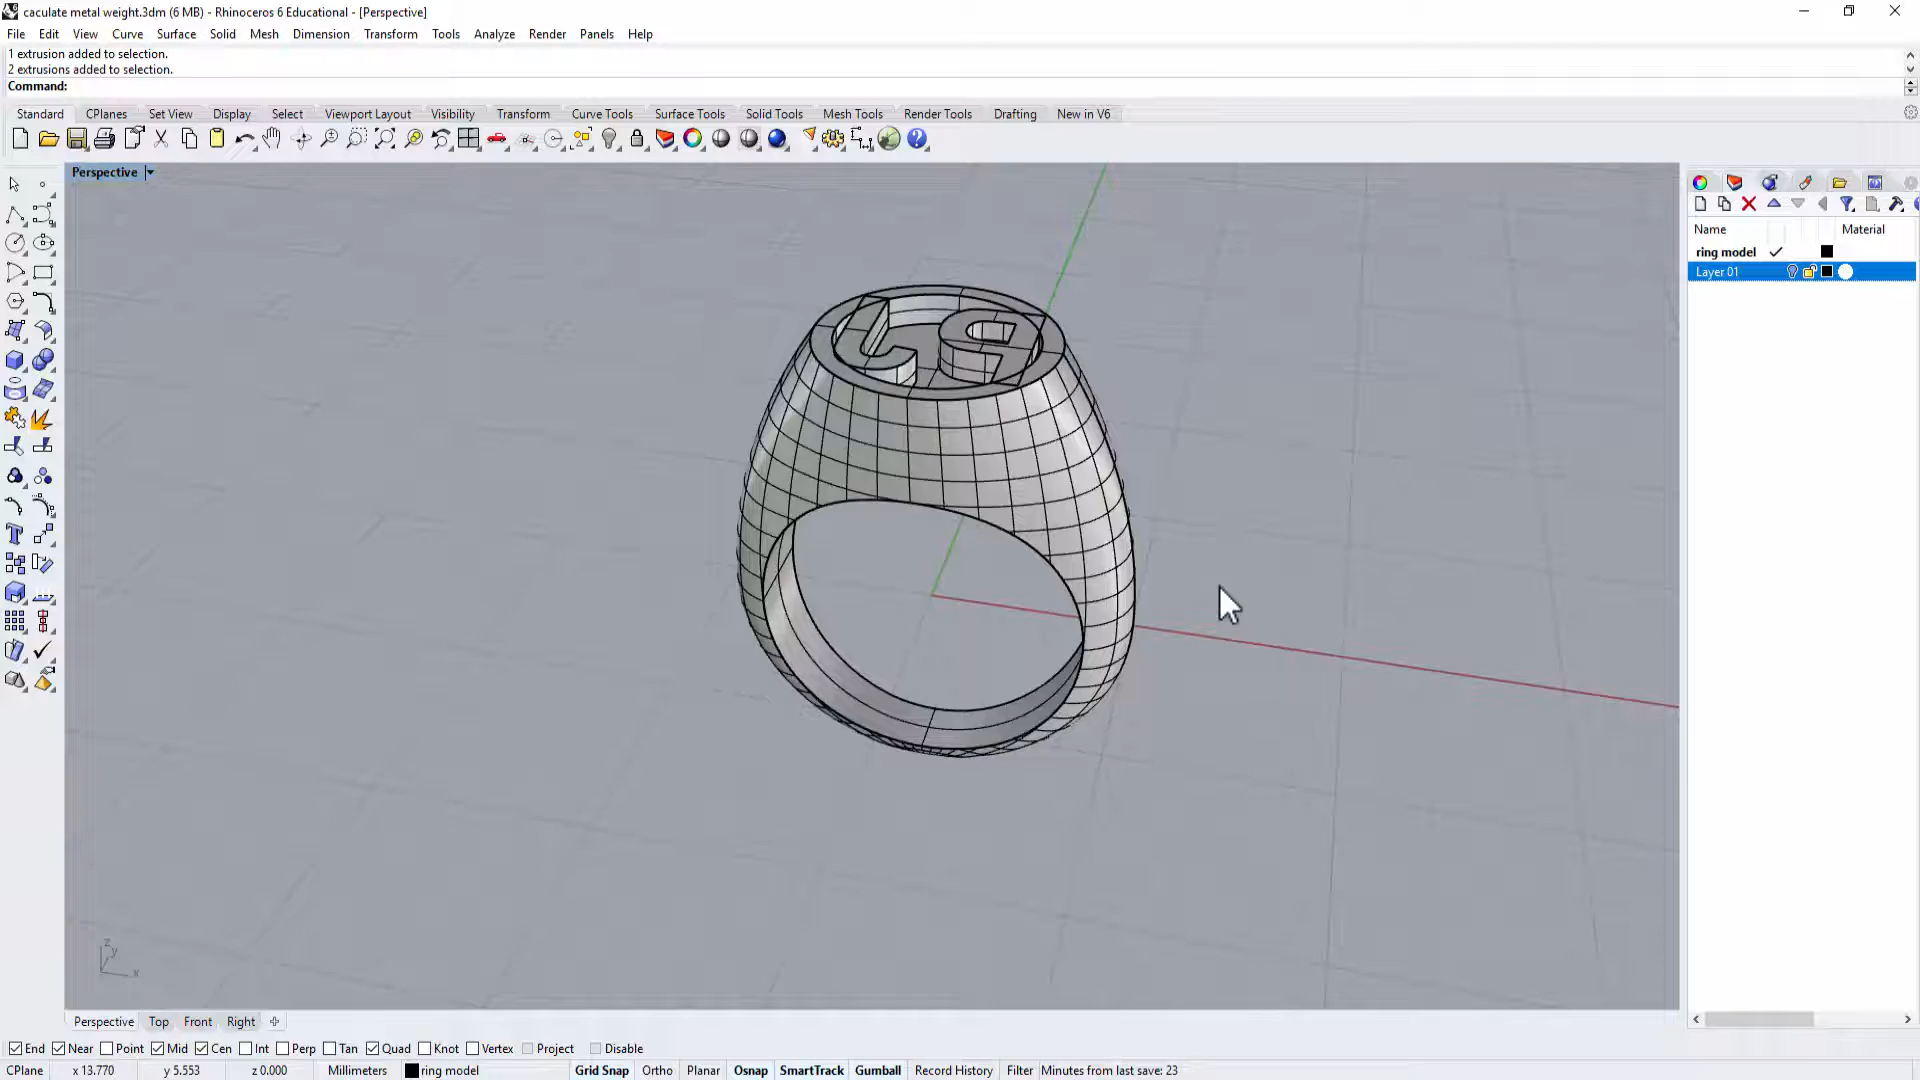 caculate metal weight.3dm (6 MB) - Rhinoceros 6 Educational - [Perspective]
File Edit View Curve Surface Solid Mesh Dimension Transform Tools Analyze Render Panels Help
1 extrusion added to selection.
2 extrusions added to selection.
Command:
Standard CPlanes Set View Display Select Viewport Layout Visibility Transform Curve Tools Surface Tools Solid Tools Mesh Tools Render Tools Drafting New in V6
Perspective
Name Material
ring model
Layer 01
J P
z y x
Perspective Top Front Right
End Near Point Mid Cen Int Perp Tan Quad Knot Vertex Project Disable
CPlane x 13.770 y 5.553 z 0.000 Millimeters ring model Grid Snap Ortho Planar Osnap SmartTrack Gumball Record History Filter Minutes from last save: 23